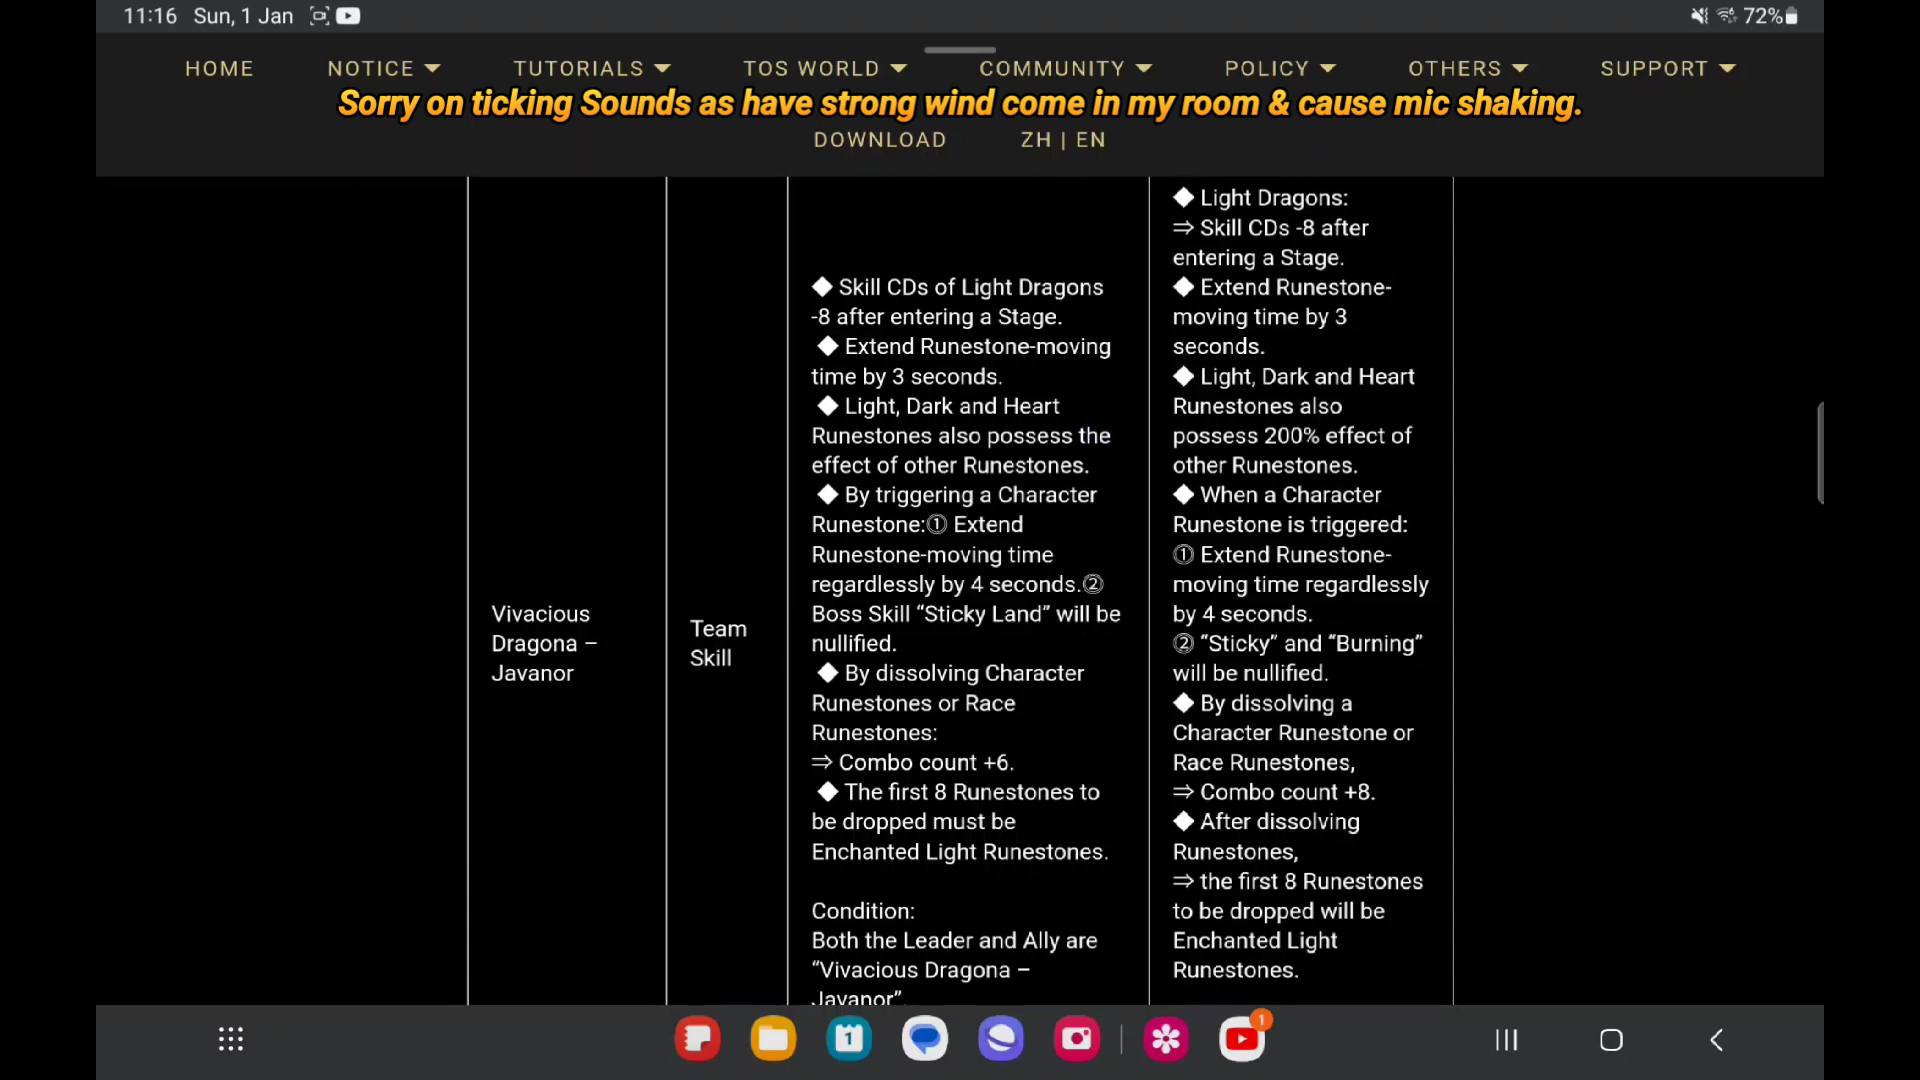 11:16 Sun, 1 Jan
72%
HOME NOTICE TUTORIALS TOS WORLD COMMUNITY POLICY OTHERS SUPPORT
Sorry on ticking Sounds as have strong wind come in my room & cause mic shaking.
DOWNLOAD ZH | EN
Vivacious
Dragona –
Javanor
Team
Skill
◆ Skill CDs of Light Dragons
-8 after entering a Stage.
◆ Extend Runestone-moving
time by 3 seconds.
◆ Light, Dark and Heart
Runestones also possess the
effect of other Runestones.
◆ By triggering a Character
Runestone:① Extend
Runestone-moving time
regardlessly by 4 seconds.②
Boss Skill “Sticky Land” will be
nullified.
◆ By dissolving Character
Runestones or Race
Runestones:
⇒ Combo count +6.
◆ The first 8 Runestones to
be dropped must be
Enchanted Light Runestones.
Condition:
Both the Leader and Ally are
“Vivacious Dragona –
Javanor”.
◆ Light Dragons:
⇒ Skill CDs -8 after
entering a Stage.
◆ Extend Runestone-
moving time by 3
seconds.
◆ Light, Dark and Heart
Runestones also
possess 200% effect of
other Runestones.
◆ When a Character
Runestone is triggered:
① Extend Runestone-
moving time regardlessly
by 4 seconds.
② “Sticky” and “Burning”
will be nullified.
◆ By dissolving a
Character Runestone or
Race Runestones,
⇒ Combo count +8.
◆ After dissolving
Runestones,
⇒ the first 8 Runestones
to be dropped will be
Enchanted Light
Runestones.
1
1